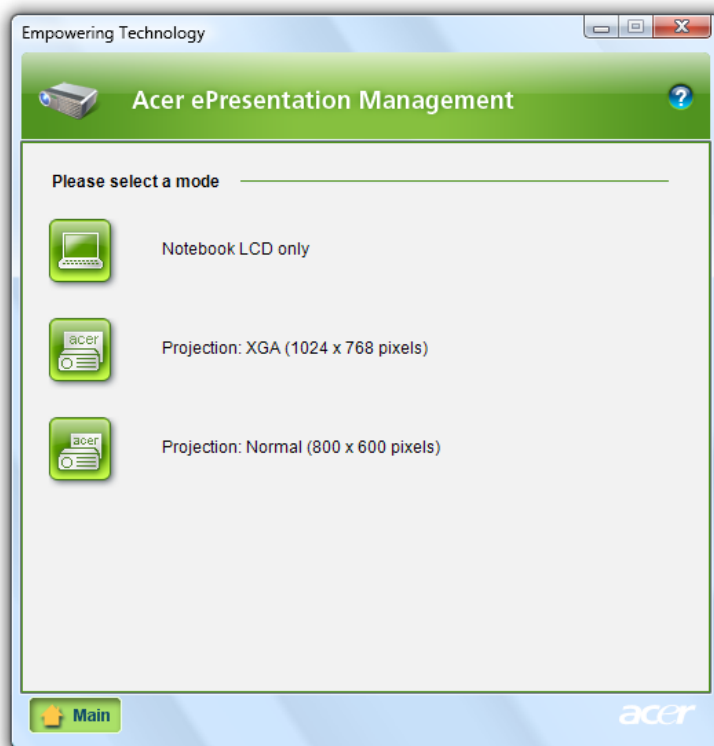 Empowering Technology
Acer ePresentation Management
?
Please select a mode
Notebook LCD only
acer
Projection: XGA (1024 x 768 pixels)
acer
Projection: Normal (800 x 600 pixels)
Main
acer